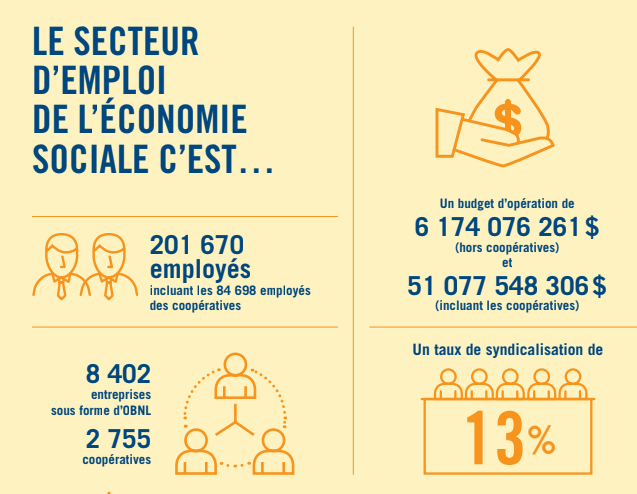 LE SECTEUR
D'EMPLOI
DE L'ÉCONOMIE
SOCIALE C'EST...
201 670
employés
incluant les 84 698 employés
des coopératives
8 402
entreprises
sous forme d'OBNL
2 755
coopératives
$
Un budget d'opération de
6 174 076 261 $
(hors coopératives)
et
51 077 548 306 $
(incluant les coopératives)
Un taux de syndicalisation de
13%